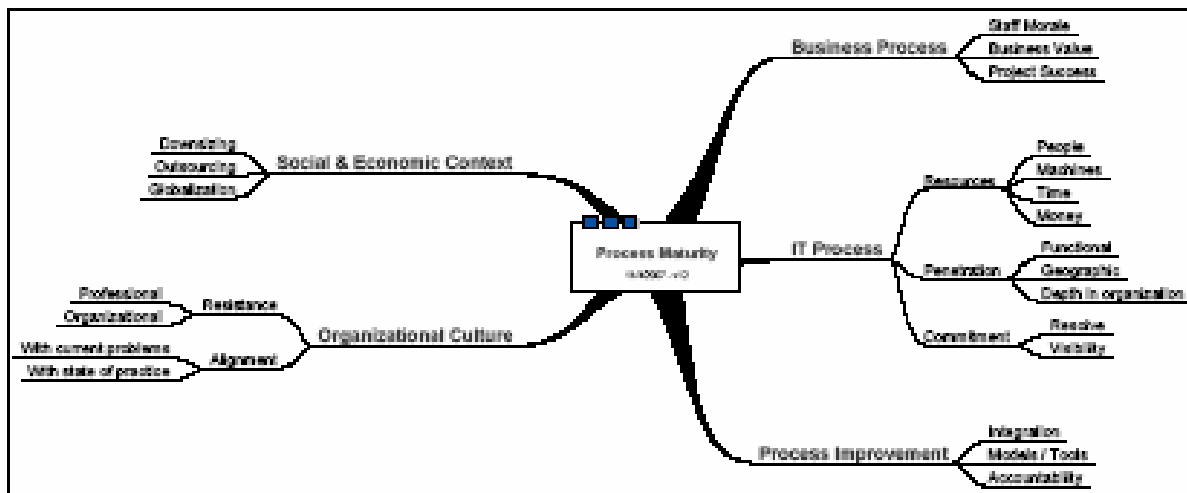 Business Process
Staff Morale
Business Value
Project Success
Social & Economic Context
Downsizing
Outsourcing
Globalization
Process Maturity
IT Process
Resources
People
Machines
Time
Money
Penetration
Functional
Geographic
Depth in organization
Commitment
Resolve
Visibility
Organizational Culture
Resistance
Professional
Organizational
Alignment
With current problems
With state of practice
Process Improvement
Integration
Models / Tools
Accountability